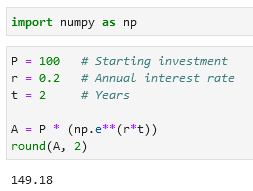 import numpy as np
P = 100   # Starting investment
r = 0.2   # Annual interest rate
t = 2     # Years
A = P * (np.e**(r*t))
round(A, 2)
149.18